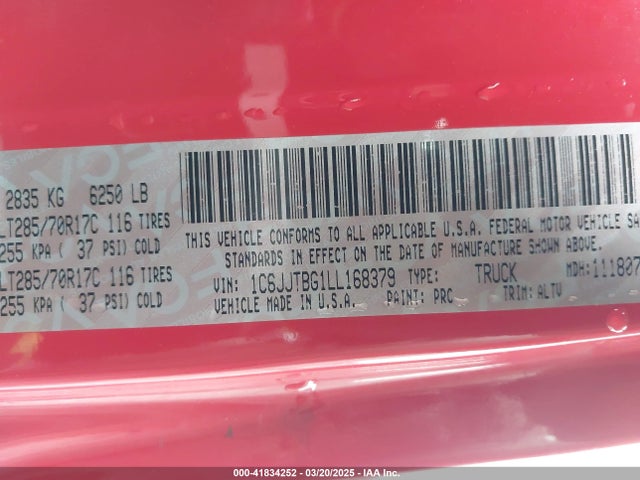 2835 KG 6250 LB
LT285/70R17C 116 TIRES
255 KPA ( 37 PSI) COLD
LT285/70R17C 116 TIRES
255 KPA ( 37 PSI) COLD
THIS VEHICLE CONFORMS TO ALL APPLICABLE U.S.A. FEDERAL MOTOR VEHICLE SA
STANDARDS IN EFFECT ON THE DATE OF MANUFACTURE SHOWN ABOVE.
VIN: 1C6JJTBG1LL168379 TYPE: TRUCK MDH:111807
VEHICLE MADE IN U.S.A. PAINT: PRC TRIM: ALTV
000-41834252 - 03/20/2025 - IAA Inc.